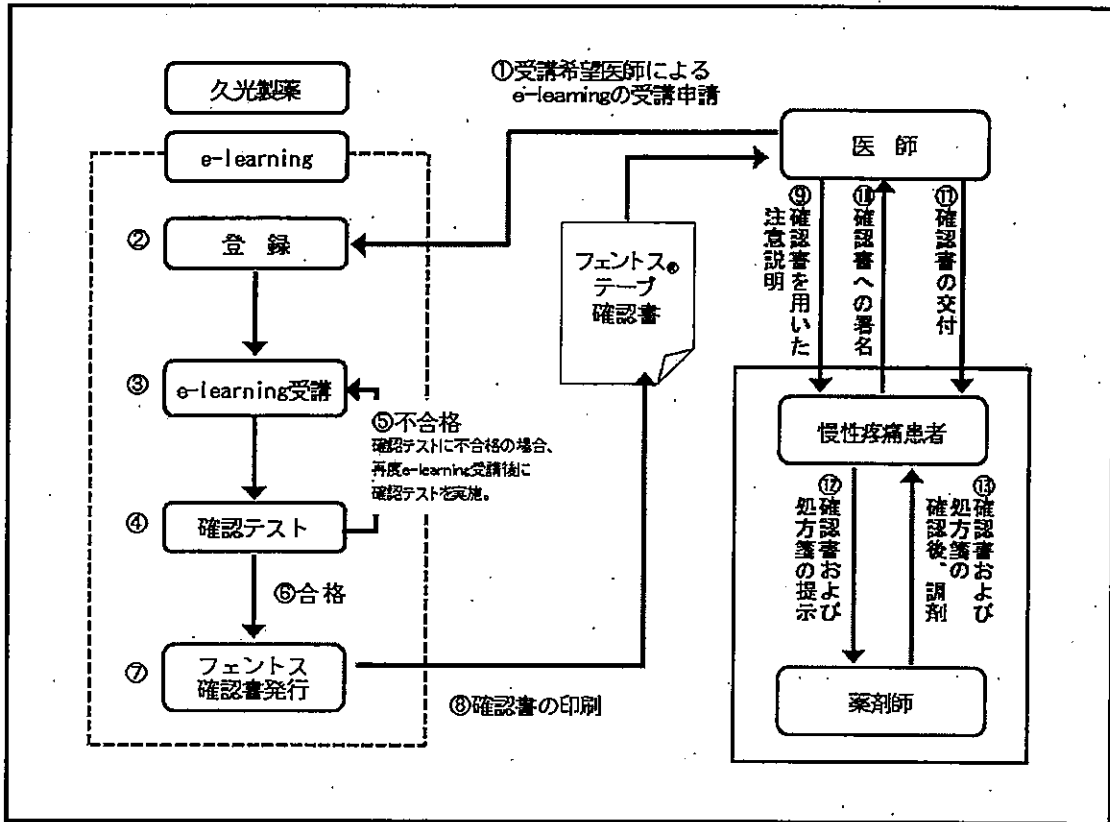 久光製薬
e-learning
①受講希望医師による
e-learningの受講申請
医 師
② 登 録
フェントス®
テープ
確認書
⑨確認書を用いた
注意説明
⑩確認書への署名
⑪確認書の交付
③ e-learning受講
⑤不合格
確認テストに不合格の場合、
再度e-learning受講後に
確認テストを実施。
④ 確認テスト
⑥合格
⑦ フェントス
確認書発行
⑧確認書の印刷
慢性疼痛患者
⑫確認書および
処方箋の提示
⑬確認書および
処方箋の
確認後、調剤
薬剤師